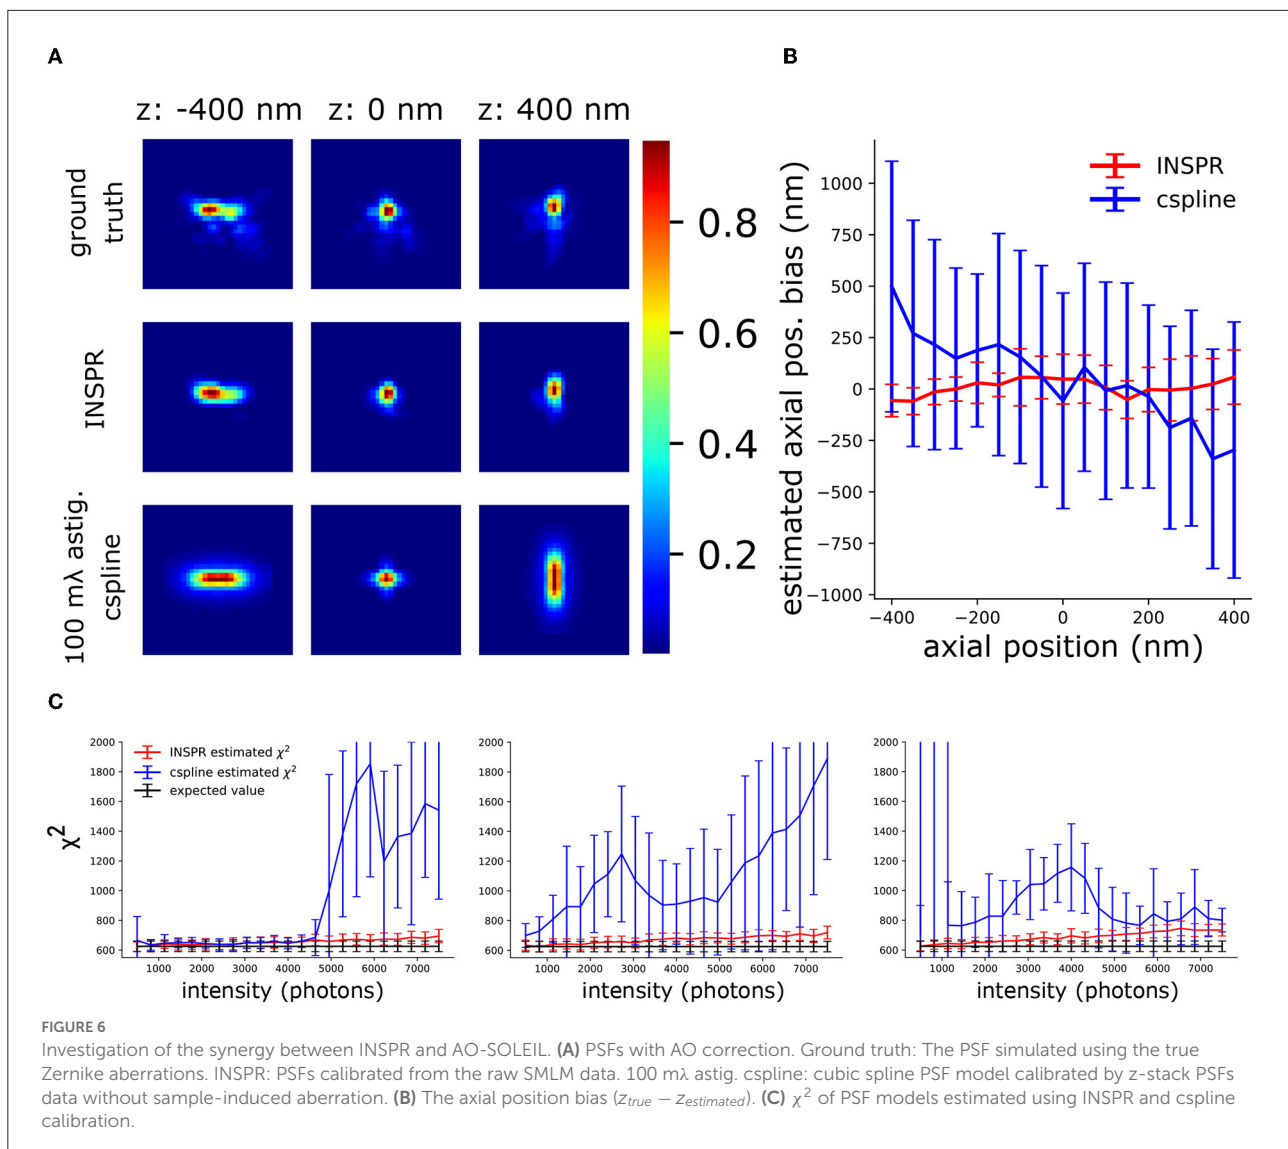 A
B
z: -400 nm z: 0 nm z: 400 nm
ground
truth
INSPR
100 mλ astig.
cspline
0.8
0.6
0.4
0.2
INSPR
cspline
estimated axial pos. bias (nm)
1000
750
500
250
0
−250
−500
−750
−1000
−400 −200 0 200 400
axial position (nm)
C
INSPR estimated χ²
cspline estimated χ²
expected value
χ²
2000
1800
1600
1400
1200
1000
800
600
1000 2000 3000 4000 5000 6000 7000
intensity (photons)
2000
1800
1600
1400
1200
1000
800
600
1000 2000 3000 4000 5000 6000 7000
intensity (photons)
2000
1800
1600
1400
1200
1000
800
600
1000 2000 3000 4000 5000 6000 7000
intensity (photons)
FIGURE 6
Investigation of the synergy between INSPR and AO-SOLEIL. (A) PSFs with AO correction. Ground truth: The PSF simulated using the true
Zernike aberrations. INSPR: PSFs calibrated from the raw SMLM data. 100 mλ astig. cspline: cubic spline PSF model calibrated by z-stack PSFs
data without sample-induced aberration. (B) The axial position bias (z_true − z_estimated). (C) χ² of PSF models estimated using INSPR and cspline
calibration.